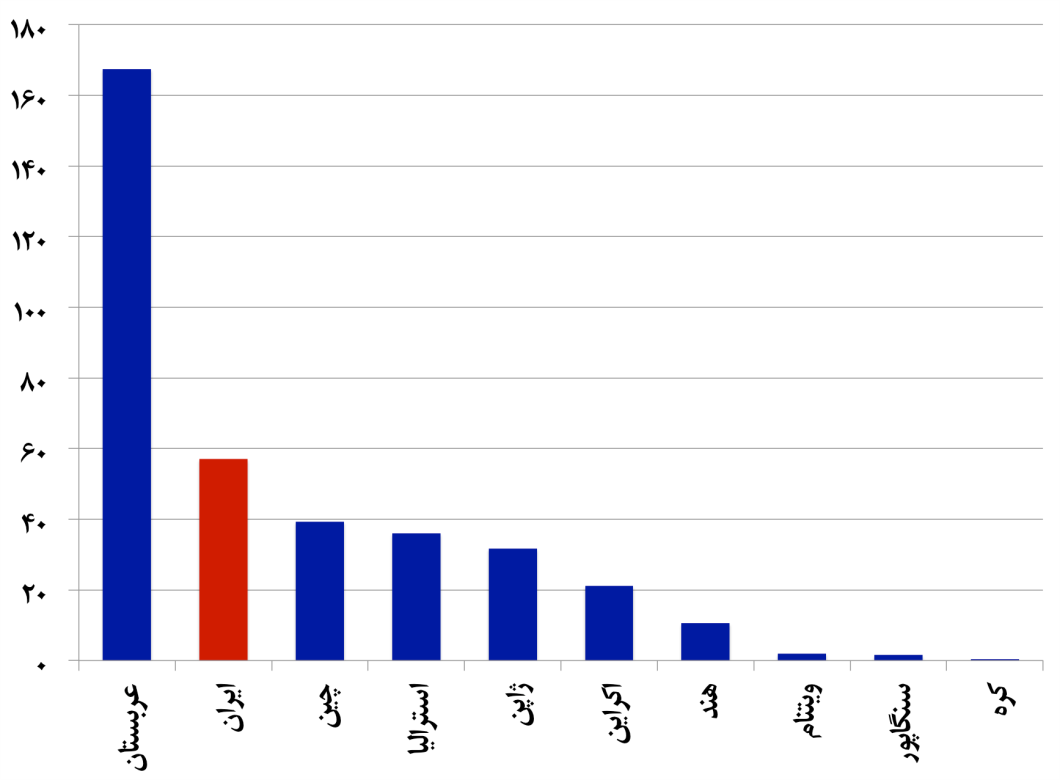 ۱۸۰
۱۶۰
۱۴۰
۱۲۰
۱۰۰
۸۰
۶۰
۴۰
۲۰
۰
عربستان
ایران
چین
استرالیا
ژاپن
اکراین
هند
ویتنام
سنگاپور
کره